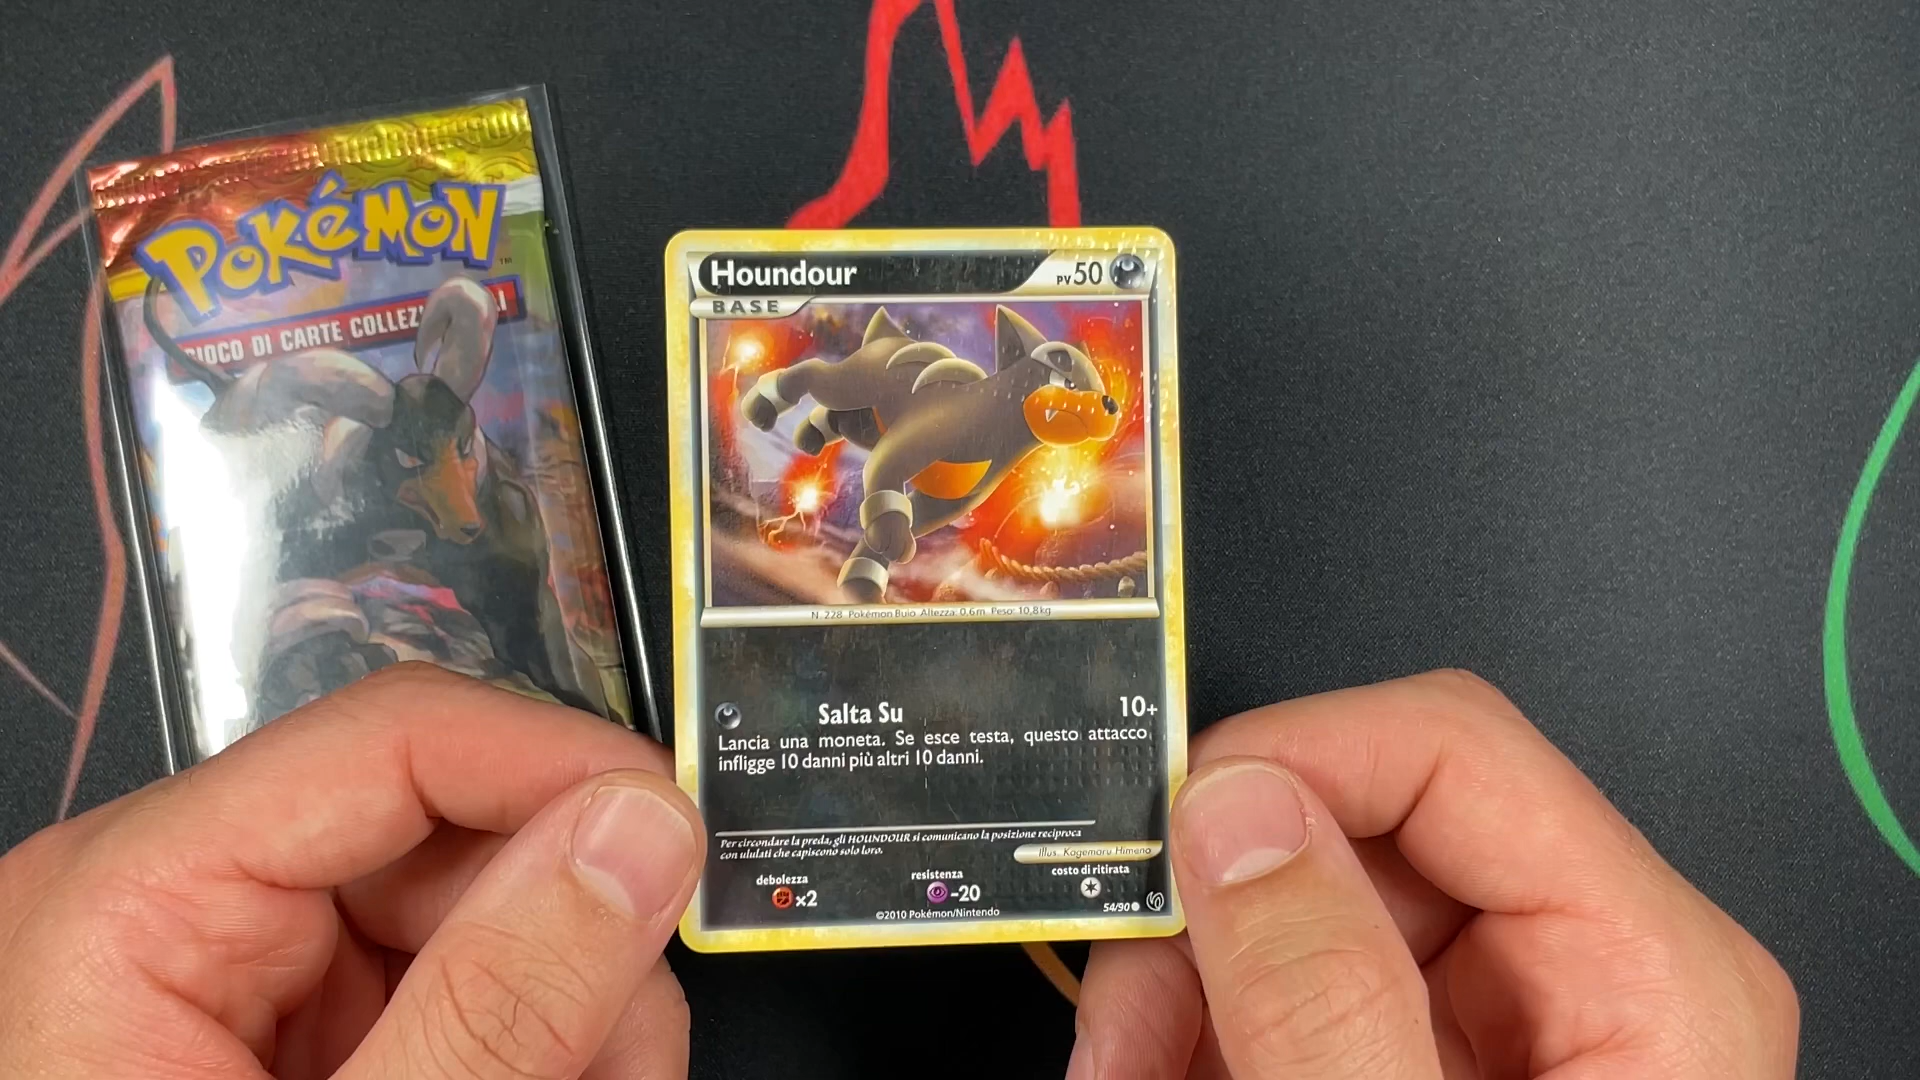 POKéMON
TM
GIOCO DI CARTE
Houndour
PV50
BASE
N. 228 Pokémon Buio Altezza: 0,6m Peso: 10,8kg
Salta Su
10+
Lancia una moneta. Se esce testa, questo attacco
infligge 10 danni più altri 10 danni.
Per circondare la preda, gli HOUNDOUR si comunicano la posizione reciproca
con ululati che capiscono solo loro.
Illus. Kagemaru Himeno
debolezza
x2
resistenza
-20
costo di ritirata
©2010 Pokémon/Nintendo
54/90